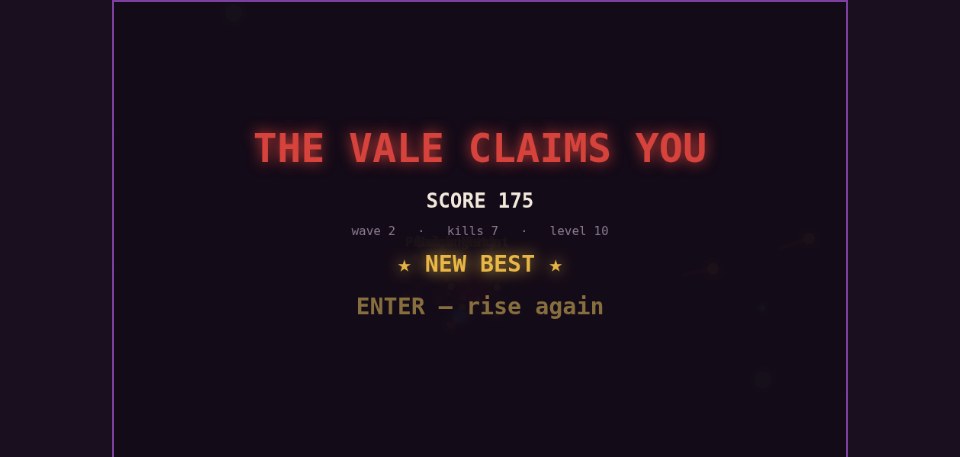 THE VALE CLAIMS YOU
SCORE 175
wave 2 · kills 7 · level 10
★ NEW BEST ★
ENTER — rise again